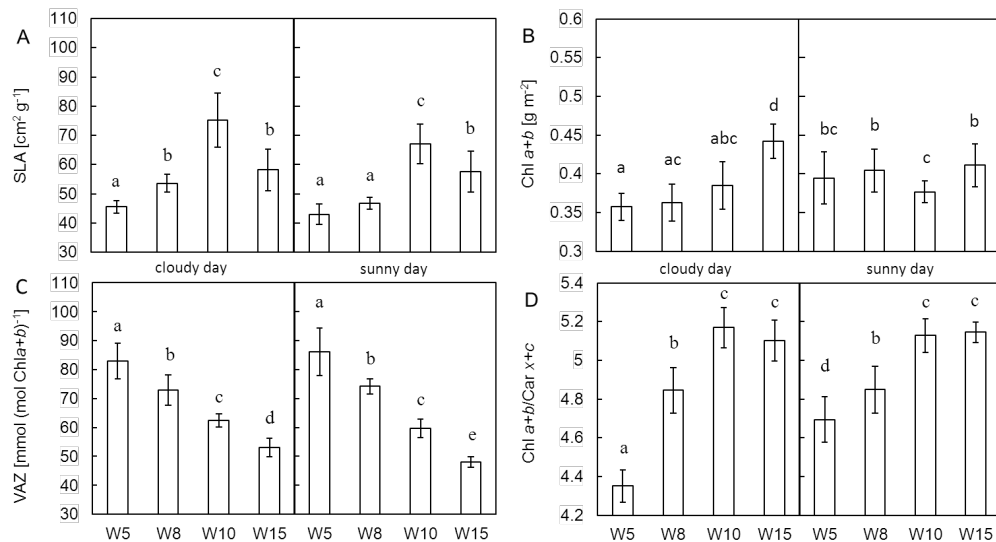 A
SLA [cm² g⁻¹]
110
100
90
80
70
60
50
40
30
a
b
c
b
a
a
c
b
cloudy day
sunny day
B
Chl a+b [g m⁻²]
0.6
0.55
0.5
0.45
0.4
0.35
0.3
a
ac
abc
d
bc
b
c
b
cloudy day
sunny day
C
VAZ [mmol (mol Chla+b)⁻¹]
110
100
90
80
70
60
50
40
30
a
b
c
d
a
b
c
e
W5 W8 W10 W15 W5 W8 W10 W15
D
Chl a+b/Car x+c
5.4
5.2
5
4.8
4.6
4.4
4.2
a
b
c
c
d
b
c
c
W5 W8 W10 W15 W5 W8 W10 W15